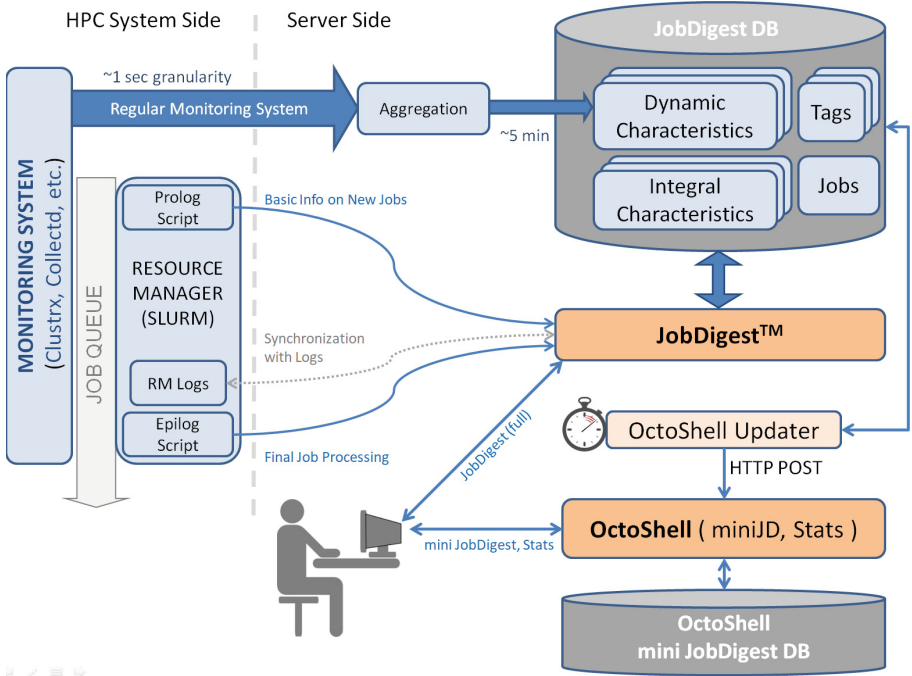 HPC System Side
Server Side
JobDigest DB
~1 sec granularity
Regular Monitoring System
Aggregation
~5 min
Dynamic
Characteristics
Tags
Integral
Characteristics
Jobs
MONITORING SYSTEM
(Clustrx, Collectd, etc.)
JOB QUEUE
Prolog
Script
RESOURCE
MANAGER
(SLURM)
RM Logs
Epilog
Script
Basic Info on New Jobs
Synchronization
with Logs
Final Job Processing
JobDigest™
JobDigest (full)
OctoShell Updater
HTTP POST
mini JobDigest, Stats
OctoShell ( miniJD, Stats )
OctoShell
mini JobDigest DB